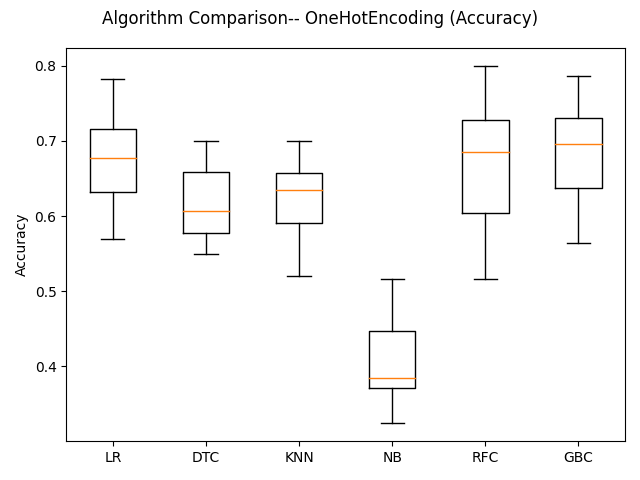 Algorithm Comparison-- OneHotEncoding (Accuracy)
Accuracy
0.8
0.7
0.6
0.5
0.4
LR DTC KNN NB RFC GBC